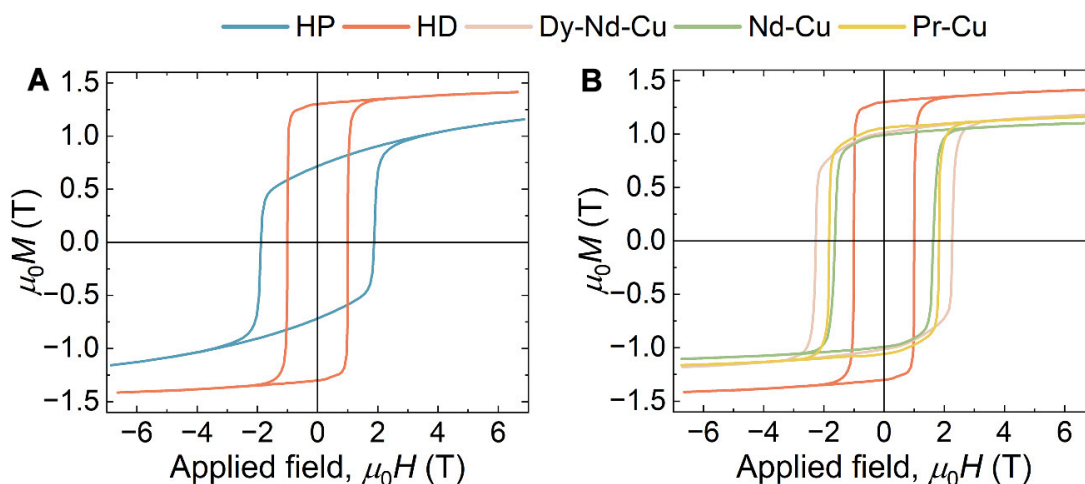 HP HD Dy-Nd-Cu Nd-Cu Pr-Cu
A
1.5
1.0
0.5
0.0
−0.5
−1.0
−1.5
μ0M (T)
−6 −4 −2 0 2 4 6
Applied field, μ0H (T)
B
1.5
1.0
0.5
0.0
−0.5
−1.0
−1.5
μ0M (T)
−6 −4 −2 0 2 4 6
Applied field, μ0H (T)